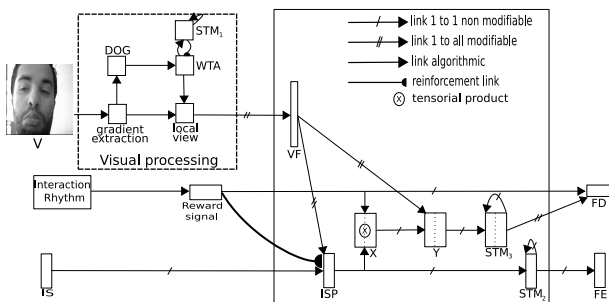 STM1
DOG
WTA
gradient extraction
local view
V
Visual processing
link 1 to 1 non modifiable
link 1 to all modifiable
link algorithmic
reinforcement link
x tensorial product
VF
Interaction Rhythm
Reward signal
FD
x
X
Y
STM3
IS
ISP
STM2
FE